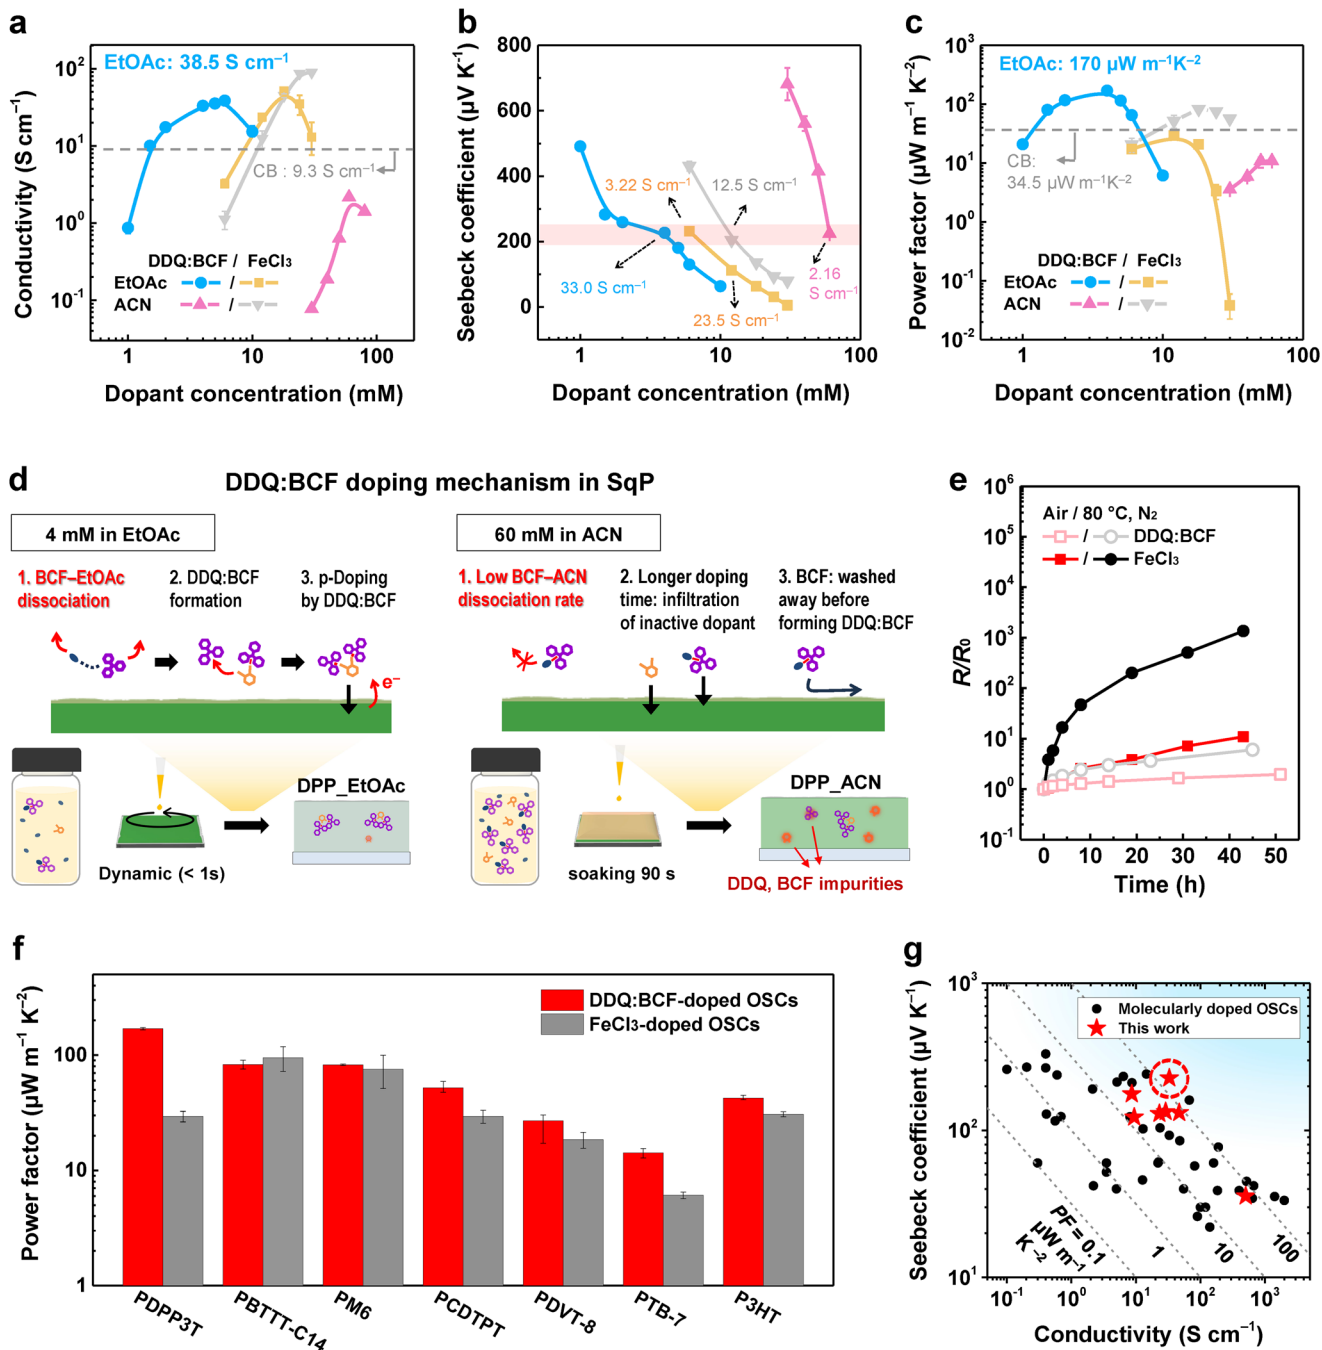 a
EtOAc: 38.5 S cm⁻¹
CB : 9.3 S cm⁻¹
DDQ:BCF / FeCl₃
EtOAc
/
ACN
/
10²
10¹
10⁰
10⁻¹
Conductivity (S cm⁻¹)
1
10
100
Dopant concentration (mM)
b
800
600
400
200
0
Seebeck coefficient (µV K⁻¹)
3.22 S cm⁻¹
12.5 S cm⁻¹
33.0 S cm⁻¹
23.5 S cm⁻¹
2.16
S cm⁻¹
1
10
100
Dopant concentration (mM)
c
EtOAc: 170 µW m⁻¹K⁻²
CB:
34.5 µW m⁻¹K⁻²
DDQ:BCF / FeCl₃
EtOAc
/
ACN
/
10³
10²
10¹
10⁰
10⁻¹
10⁻²
Power factor (µW m⁻¹ K⁻²)
1
10
100
Dopant concentration (mM)
d
DDQ:BCF doping mechanism in SqP
4 mM in EtOAc
1. BCF–EtOAc
dissociation
2. DDQ:BCF
formation
3. p-Doping
by DDQ:BCF
e⁻
DPP_EtOAc
Dynamic (< 1s)
60 mM in ACN
1. Low BCF–ACN
dissociation rate
2. Longer doping
time: infiltration
of inactive dopant
3. BCF: washed
away before
forming DDQ:BCF
DPP_ACN
soaking 90 s
DDQ, BCF impurities
e
Air / 80 °C, N₂
/ DDQ:BCF
/ FeCl₃
10⁶
10⁵
10⁴
10³
10²
10¹
10⁰
10⁻¹
R/R₀
0
10
20
30
40
50
Time (h)
f
DDQ:BCF-doped OSCs
FeCl₃-doped OSCs
100
10
1
Power factor (µW m⁻¹ K⁻²)
PDPP3T
PBTTT-C14
PM6
PCDTPT
PDVT-8
PTB-7
P3HT
g
Molecularly doped OSCs
This work
10³
10²
10¹
Seebeck coefficient (µV K⁻¹)
PF = 0.1
µW m⁻¹
K⁻²
1
10
100
10⁻¹
10⁰
10¹
10²
10³
Conductivity (S cm⁻¹)